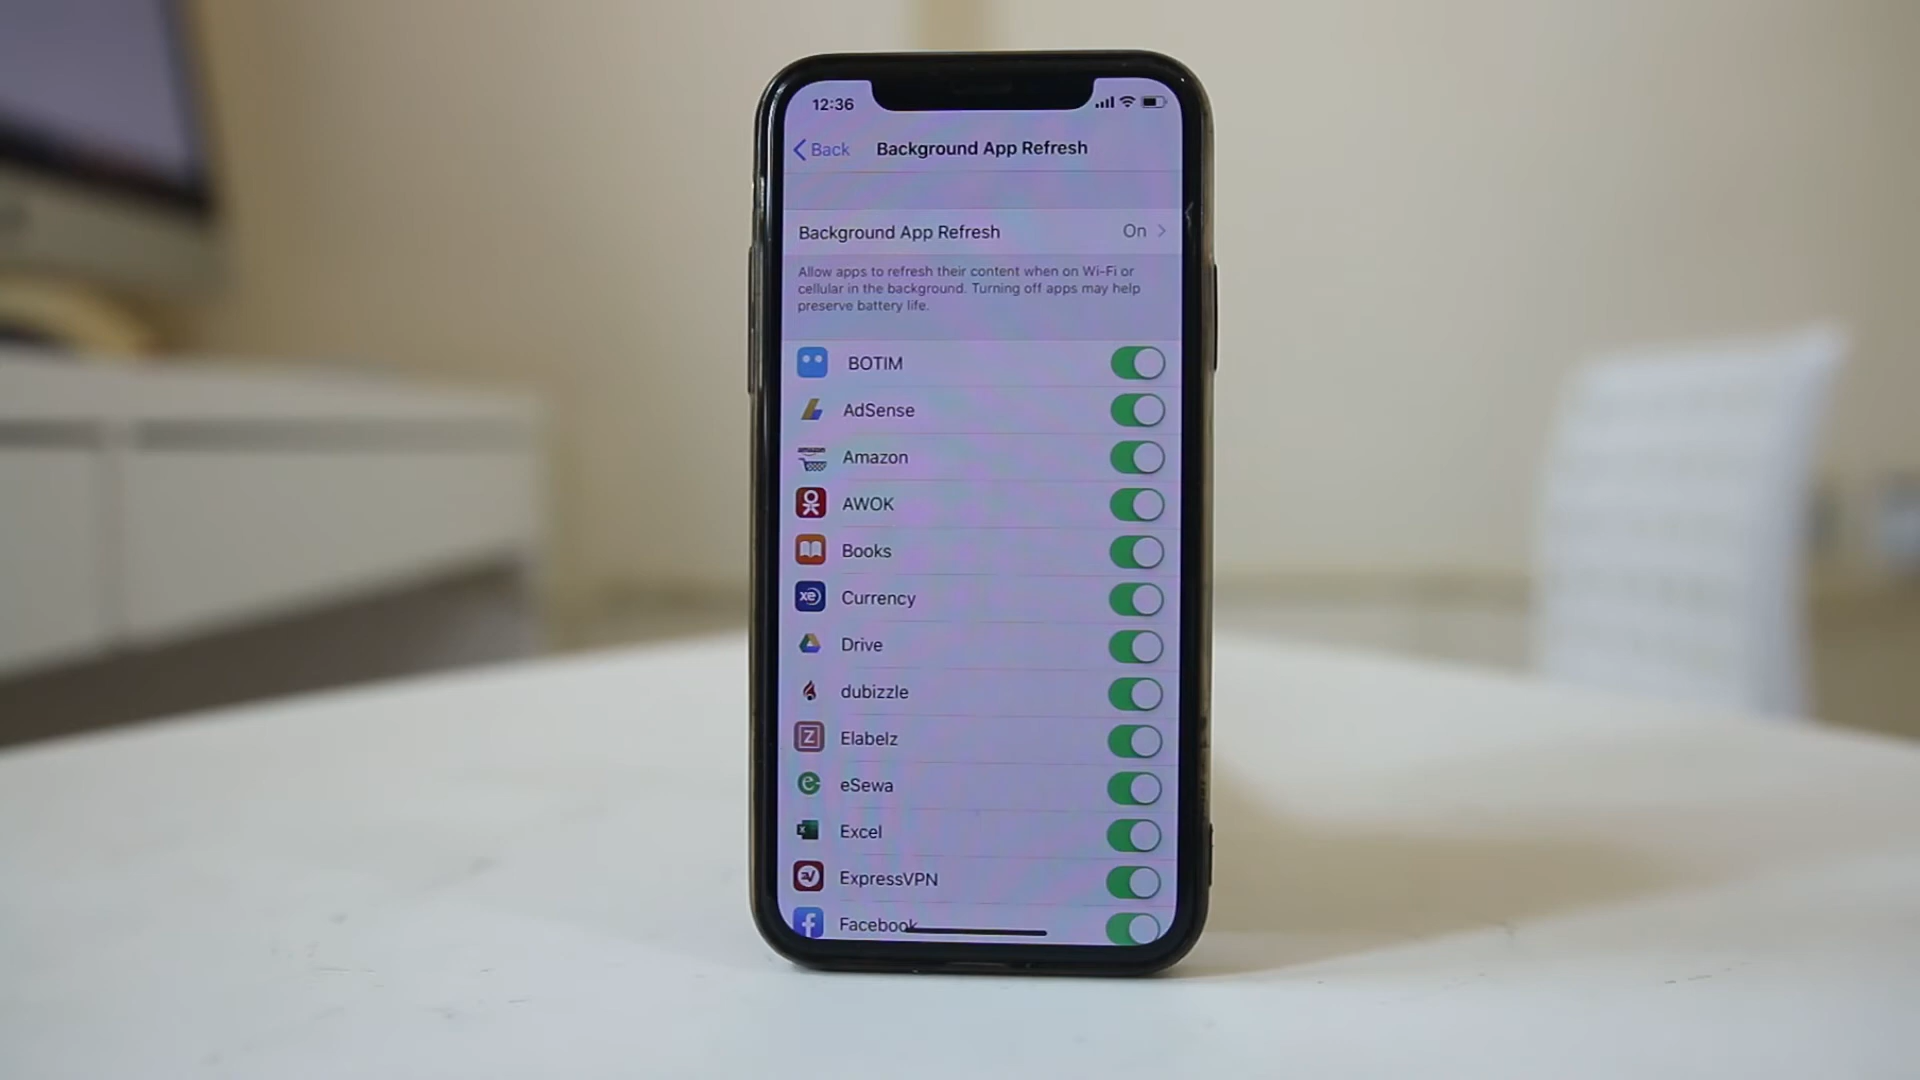 12:36
Back Background App Refresh
Background App Refresh On
Allow apps to refresh their content when on Wi-Fi or
cellular in the background. Turning off apps may help
preserve battery life.
BOTIM
AdSense
amazon
Amazon
AWOK
Books
xe
Currency
Drive
dubizzle
Z
Elabelz
e
eSewa
X
Excel
ExpressVPN
f
Facebook